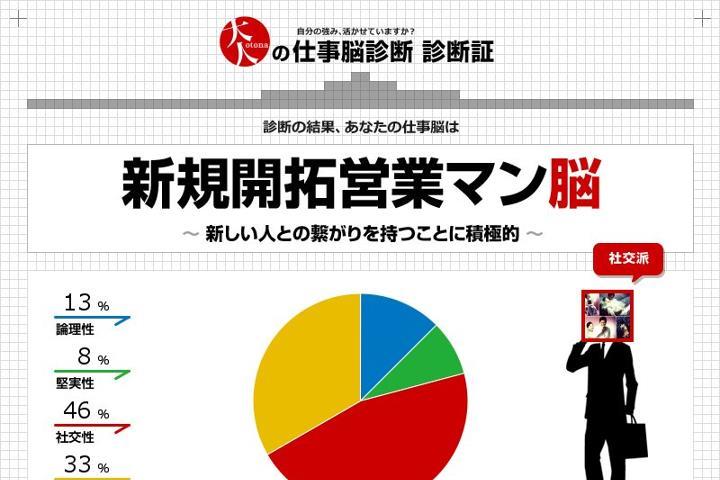 自分の強み、活かせていますか?
大人 otona の仕事脳診断 診断証
診断の結果、あなたの仕事脳は
新規開拓営業マン脳
～ 新しい人との繋がりを持つことに積極的 ～
社交派
13 %
論理性
8 %
堅実性
46 %
社交性
33 %